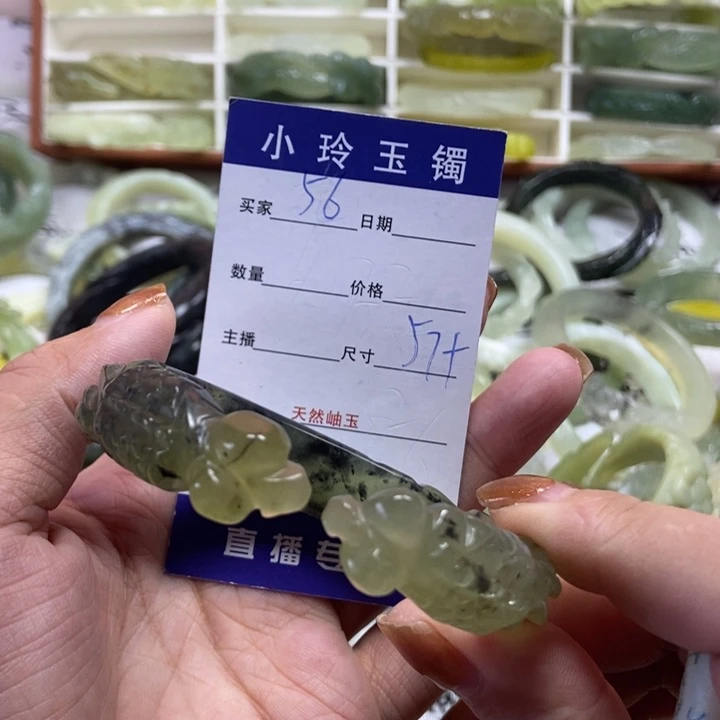 小玲玉镯
买家 56 日期
数量 价格
主播 尺寸 57+
天然岫玉
直播专